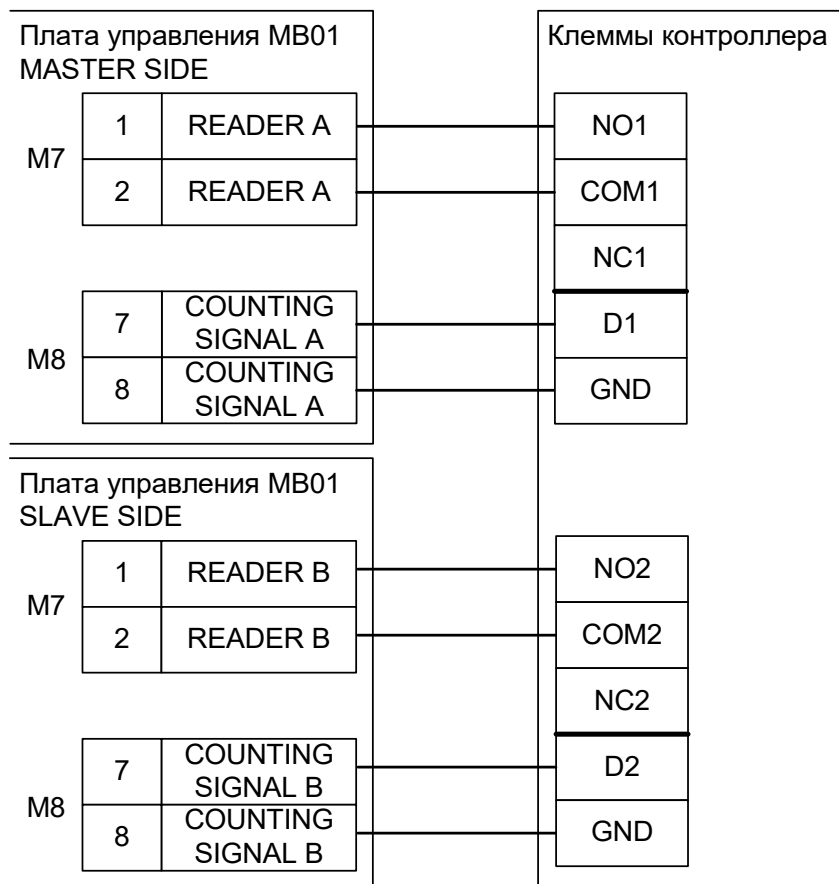 Плата управления MB01
MASTER SIDE
Клеммы контроллера
M7
1 READER A
NO1
2 READER A
COM1
NC1
M8
7 COUNTING
SIGNAL A
D1
8 COUNTING
SIGNAL A
GND
Плата управления MB01
SLAVE SIDE
M7
1 READER B
NO2
2 READER B
COM2
NC2
M8
7 COUNTING
SIGNAL B
D2
8 COUNTING
SIGNAL B
GND